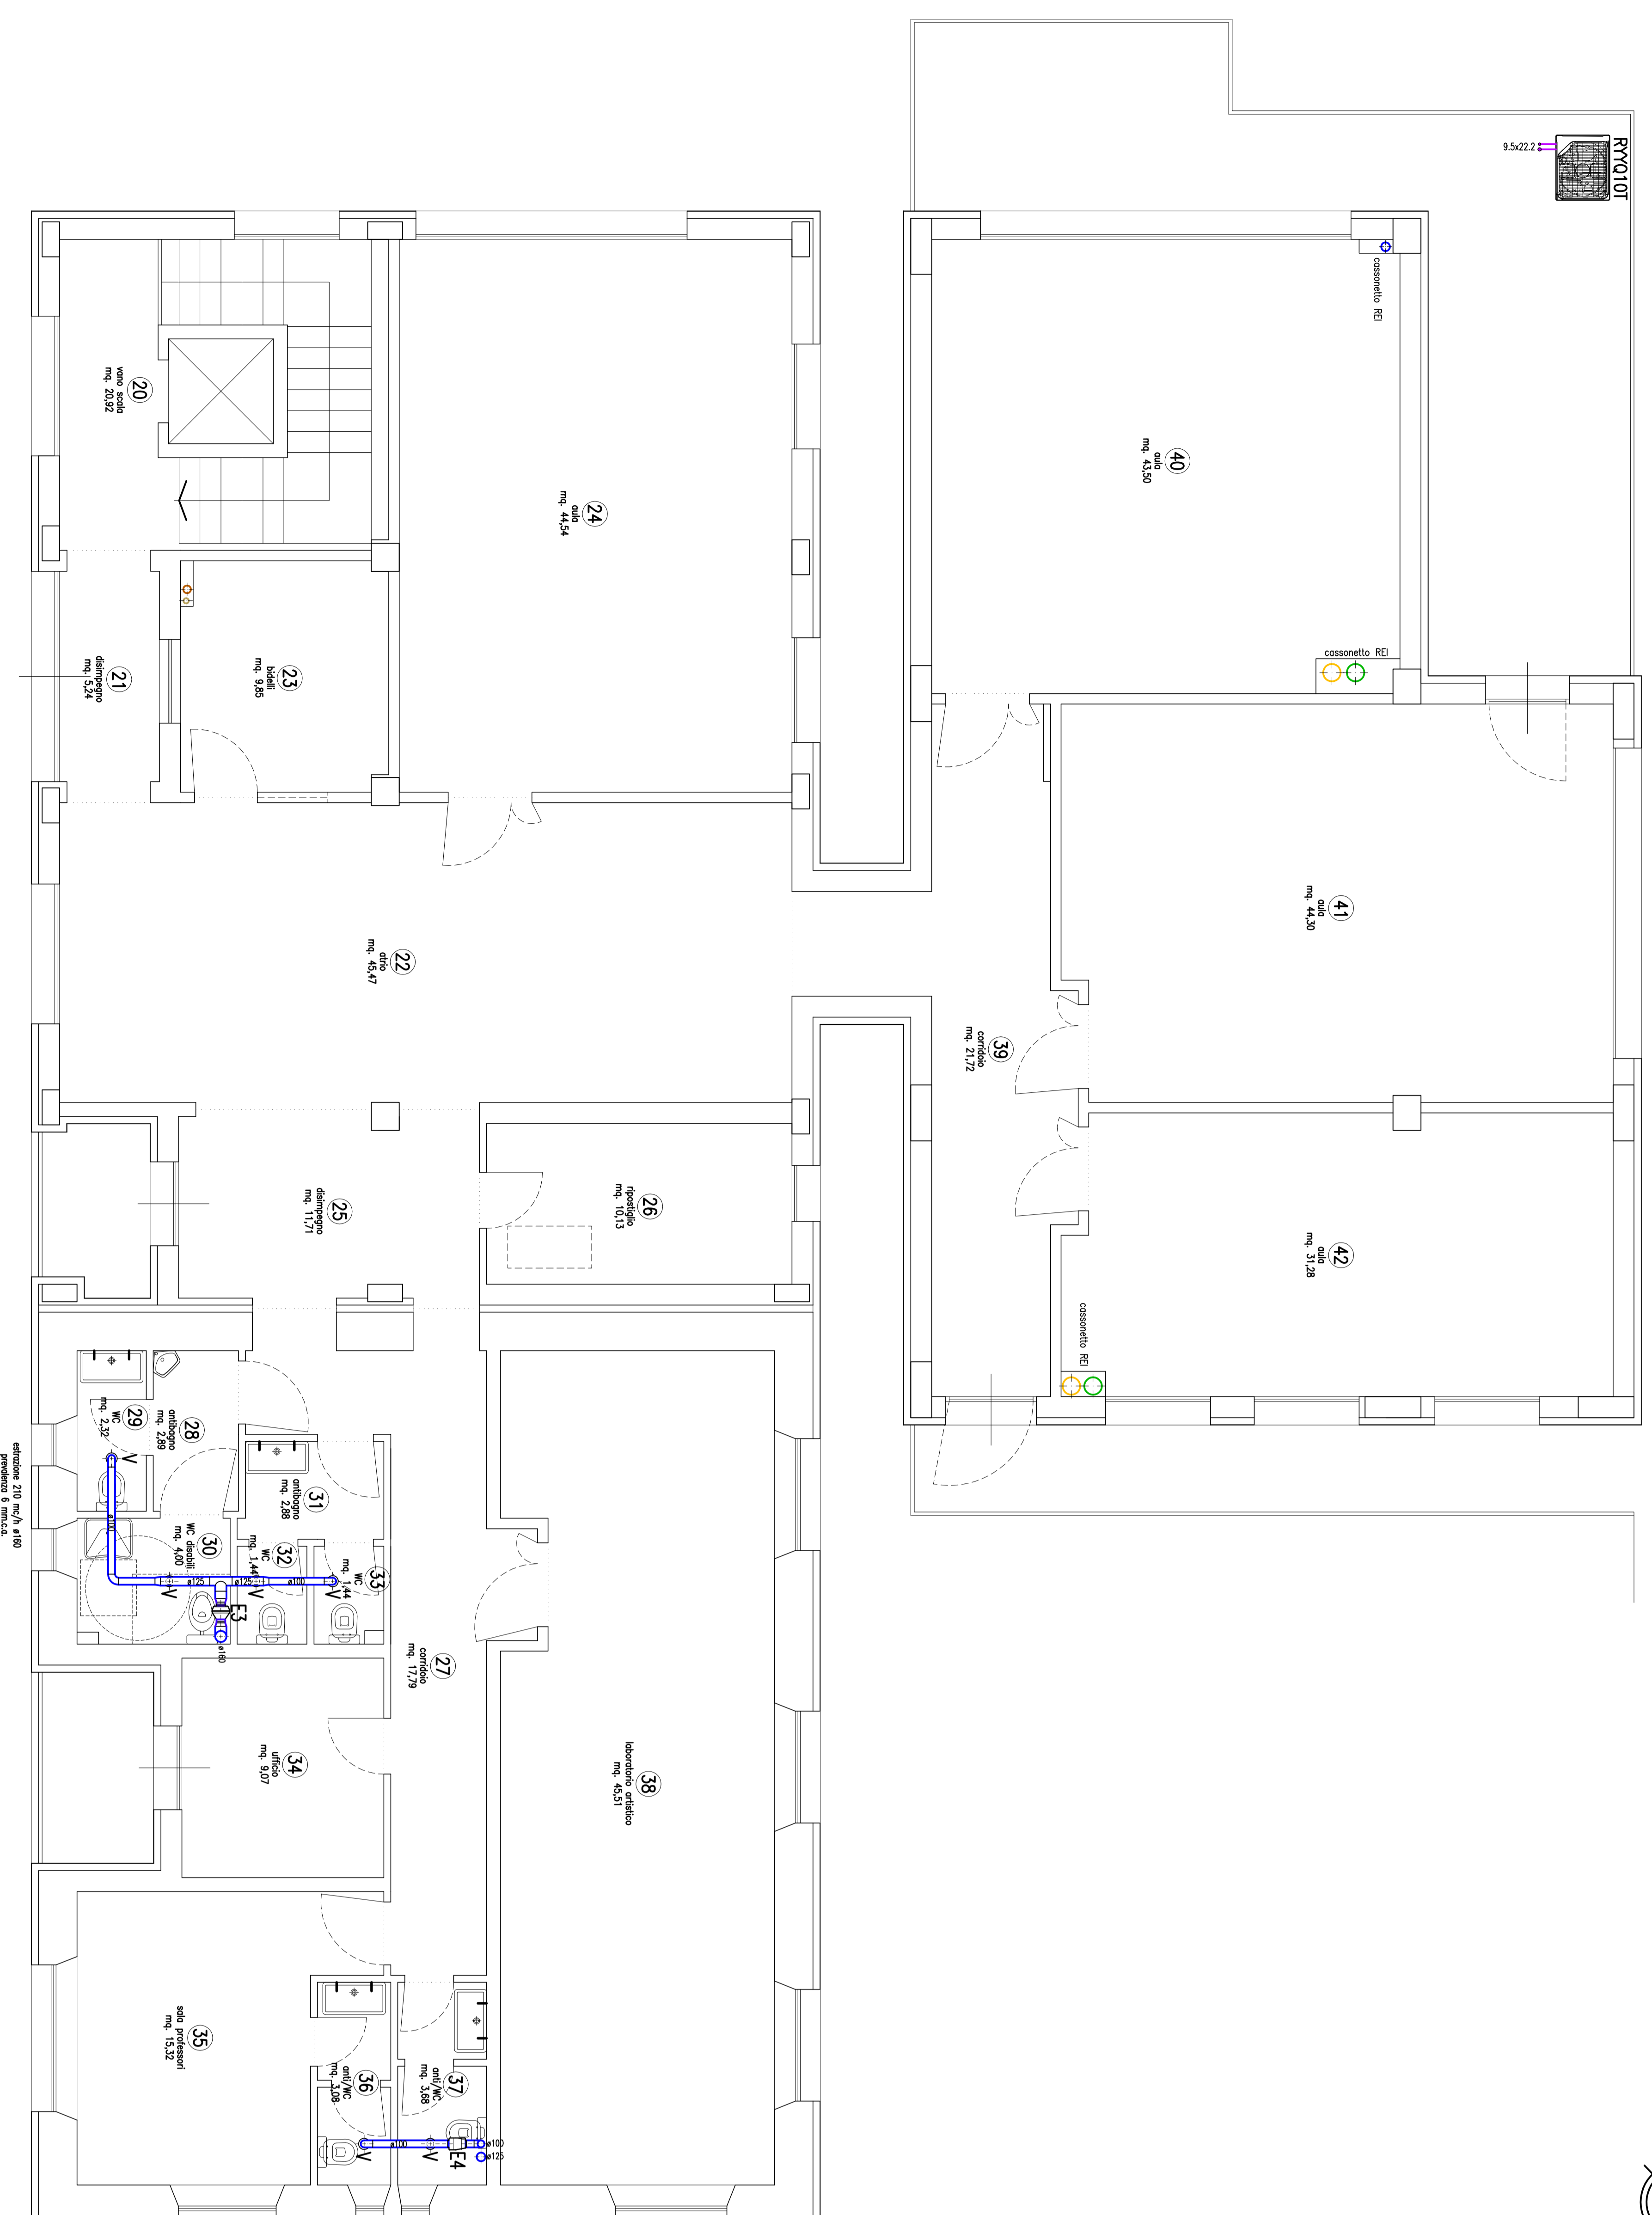 RYYQ10T
9.5x22.2
cassonetto REI
cassonetto REI
40
aula
mq. 43,50
41
aula
mq. 44,30
39
corridoio
mq. 21,72
42
aula
mq. 31,28
cassonetto REI
20
vano scala
mq. 20,92
24
aula
mq. 44,54
21
disimpegno
mq. 5,24
23
bidelli
mq. 9,85
22
atrio
mq. 45,47
25
disimpegno
mq. 11,71
26
ripostiglio
mq. 10,13
29
WC
mq. 2,32
28
antibagno
mq. 2,89
31
antibagno
mq. 2,88
30
WC disabili
mq. 4,00
32
WC
mq. 1,44
33
WC
mq. 1,44
V
ø100
V
ø125
ø125
V
ø100
V
E3
ø160
estrazione 210 mc/h ø160
prevalenza 6 mm.c.a.
27
corridoio
mq. 17,79
34
ufficio
mq. 9,07
38
laboratorio artistico
mq. 45,51
35
sala professori
mq. 15,32
36
anti/WC
mq. 3,08
37
anti/WC
mq. 3,68
V
ø100
V
E4
ø100
ø125